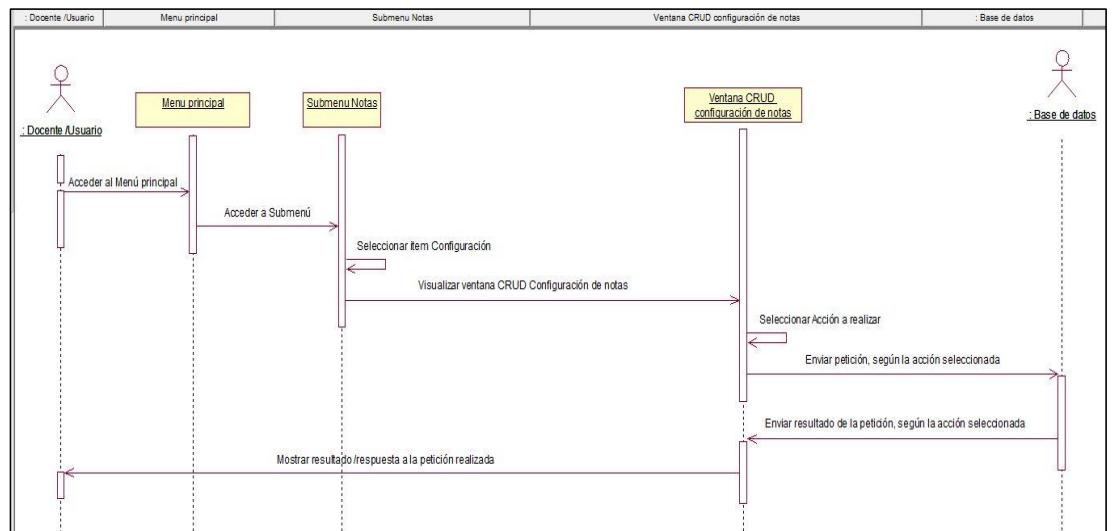 : Docente /Usuario
Menu principal
Submenu Notas
Ventana CRUD configuración de notas
: Base de datos
Menu principal
Submenu Notas
Ventana CRUD
configuración de notas
: Docente /Usuario
: Base de datos
Acceder al Menú principal
Acceder a Submenú
Seleccionar ítem Configuración
Visualizar ventana CRUD Configuración de notas
Seleccionar Acción a realizar
Enviar petición, según la acción seleccionada
Enviar resultado de la petición, según la acción seleccionada
Mostrar resultado /respuesta a la petición realizada